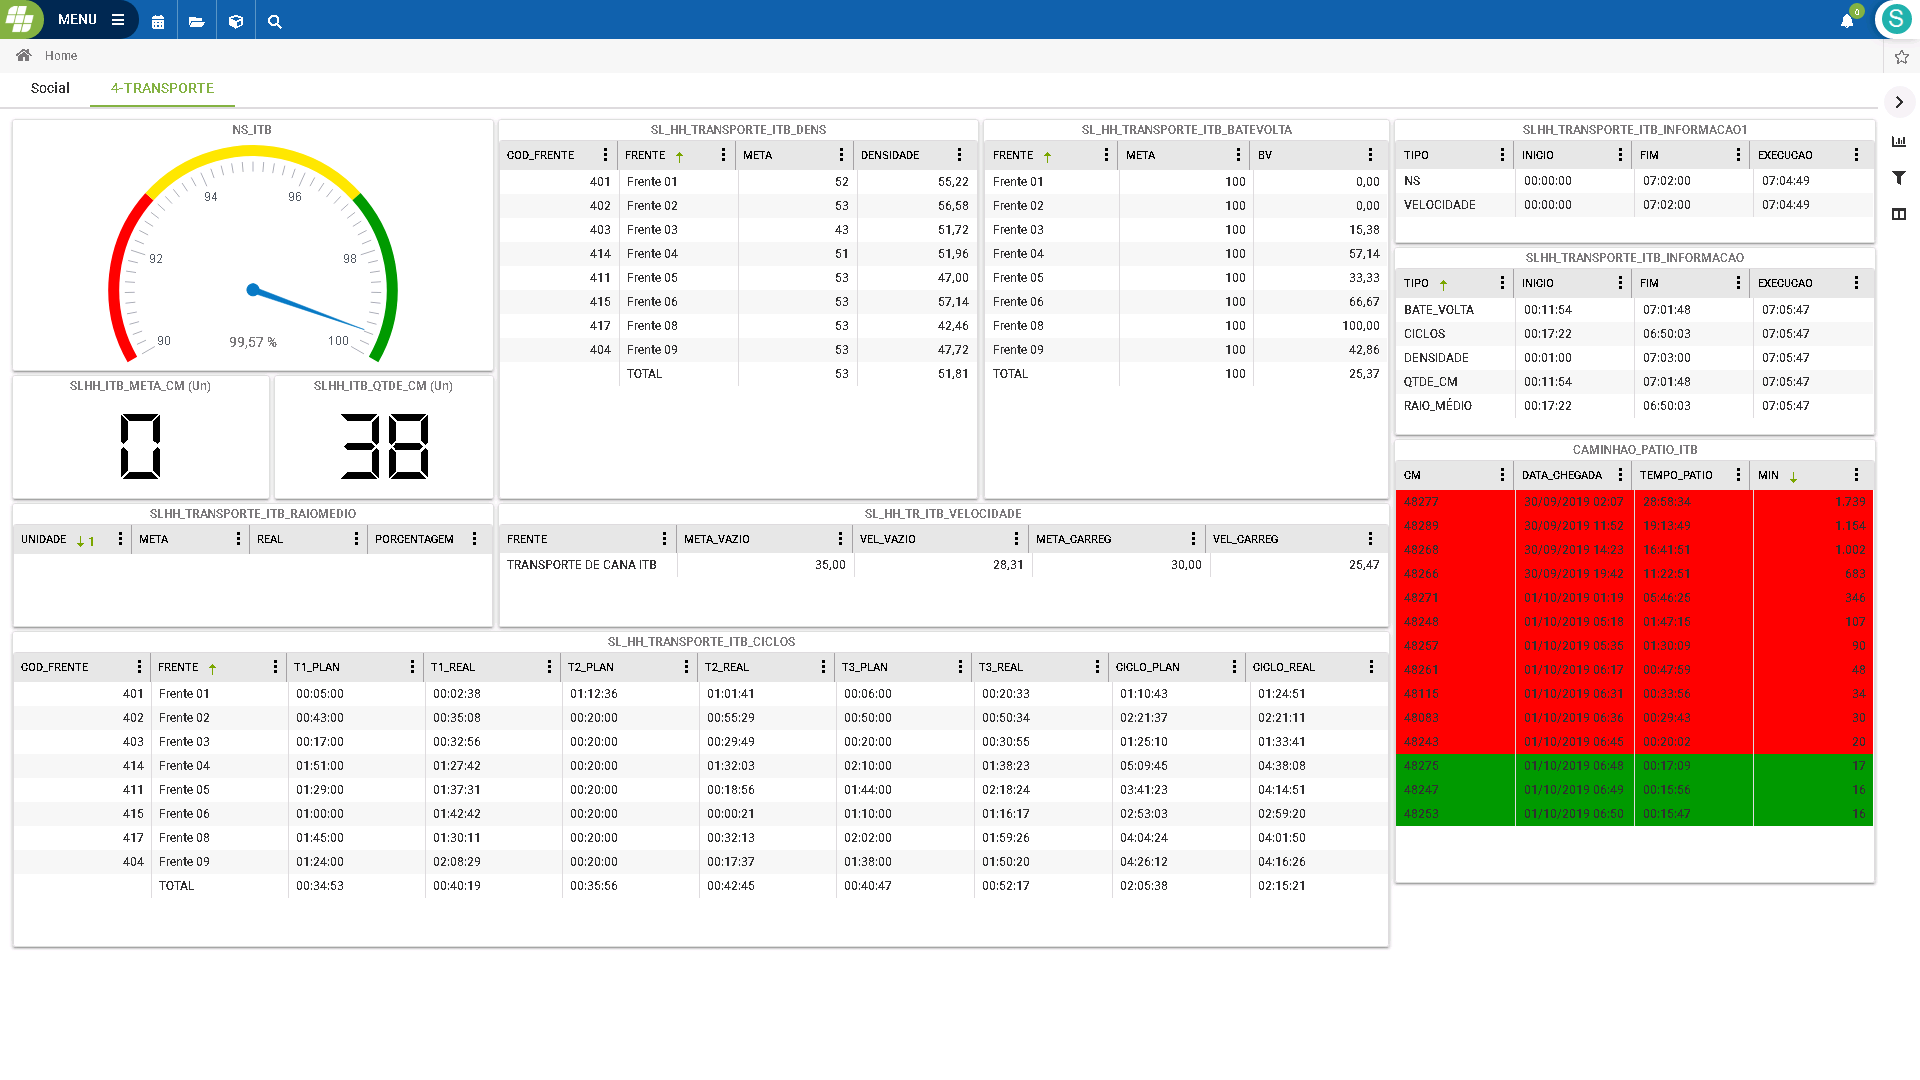 MENU
0
S
Home
Social
4-TRANSPORTE
NS_ITB
90
92
94
96
98
100
99,57 %
SLHH_ITB_META_CM (Un)
0
SLHH_ITB_QTDE_CM (Un)
38
SL_HH_TRANSPORTE_ITB_DENS
COD_FRENTE FRENTE META DENSIDADE
401 Frente 01 52 55,22
402 Frente 02 53 56,58
403 Frente 03 43 51,72
414 Frente 04 51 51,96
411 Frente 05 53 47,00
415 Frente 06 53 57,14
417 Frente 08 53 42,46
404 Frente 09 53 47,72
TOTAL 53 51,81
SL_HH_TRANSPORTE_ITB_BATEVOLTA
FRENTE META BV
Frente 01 100 0,00
Frente 02 100 0,00
Frente 03 100 15,38
Frente 04 100 57,14
Frente 05 100 33,33
Frente 06 100 66,67
Frente 08 100 100,00
Frente 09 100 42,86
TOTAL 100 25,37
SLHH_TRANSPORTE_ITB_INFORMACAO1
TIPO INICIO FIM EXECUCAO
NS 00:00:00 07:02:00 07:04:49
VELOCIDADE 00:00:00 07:02:00 07:04:49
SLHH_TRANSPORTE_ITB_INFORMACAO
TIPO INICIO FIM EXECUCAO
BATE_VOLTA 00:11:54 07:01:48 07:05:47
CICLOS 00:17:22 06:50:03 07:05:47
DENSIDADE 00:01:00 07:03:00 07:05:47
QTDE_CM 00:11:54 07:01:48 07:05:47
RAIO_MÉDIO 00:17:22 06:50:03 07:05:47
CAMINHAO_PATIO_ITB
CM DATA_CHEGADA TEMPO_PATIO MIN
48277 30/09/2019 02:07 28:58:34 1.739
48289 30/09/2019 11:52 19:13:49 1.154
48268 30/09/2019 14:23 16:41:51 1.002
48266 30/09/2019 19:42 11:22:51 683
48271 01/10/2019 01:19 05:46:25 346
48248 01/10/2019 05:18 01:47:15 107
48257 01/10/2019 05:35 01:30:09 90
48261 01/10/2019 06:17 00:47:59 48
48115 01/10/2019 06:31 00:33:56 34
48083 01/10/2019 06:36 00:29:43 30
48243 01/10/2019 06:45 00:20:02 20
48275 01/10/2019 06:48 00:17:09 17
48247 01/10/2019 06:49 00:15:56 16
48253 01/10/2019 06:50 00:15:47 16
SLHH_TRANSPORTE_ITB_RAIOMEDIO
UNIDADE 1 META REAL PORCENTAGEM
SL_HH_TR_ITB_VELOCIDADE
FRENTE META_VAZIO VEL_VAZIO META_CARREG VEL_CARREG
TRANSPORTE DE CANA ITB 35,00 28,31 30,00 25,47
SL_HH_TRANSPORTE_ITB_CICLOS
COD_FRENTE FRENTE T1_PLAN T1_REAL T2_PLAN T2_REAL T3_PLAN T3_REAL CICLO_PLAN CICLO_REAL
401 Frente 01 00:05:00 00:02:38 01:12:36 01:01:41 00:06:00 00:20:33 01:10:43 01:24:51
402 Frente 02 00:43:00 00:35:08 00:20:00 00:55:29 00:50:00 00:50:34 02:21:37 02:21:11
403 Frente 03 00:17:00 00:32:56 00:20:00 00:29:49 00:20:00 00:30:55 01:25:10 01:33:41
414 Frente 04 01:51:00 01:27:42 00:20:00 01:32:03 02:10:00 01:38:23 05:09:45 04:38:08
411 Frente 05 01:29:00 01:37:31 00:20:00 00:18:56 01:44:00 02:18:24 03:41:23 04:14:51
415 Frente 06 01:00:00 01:42:42 00:20:00 00:00:21 01:10:00 01:16:17 02:53:03 02:59:20
417 Frente 08 01:45:00 01:30:11 00:20:00 00:32:13 02:02:00 01:59:26 04:04:24 04:01:50
404 Frente 09 01:24:00 02:08:29 00:20:00 00:17:37 01:38:00 01:50:20 04:26:12 04:16:26
TOTAL 00:34:53 00:40:19 00:35:56 00:42:45 00:40:47 00:52:17 02:05:38 02:15:21